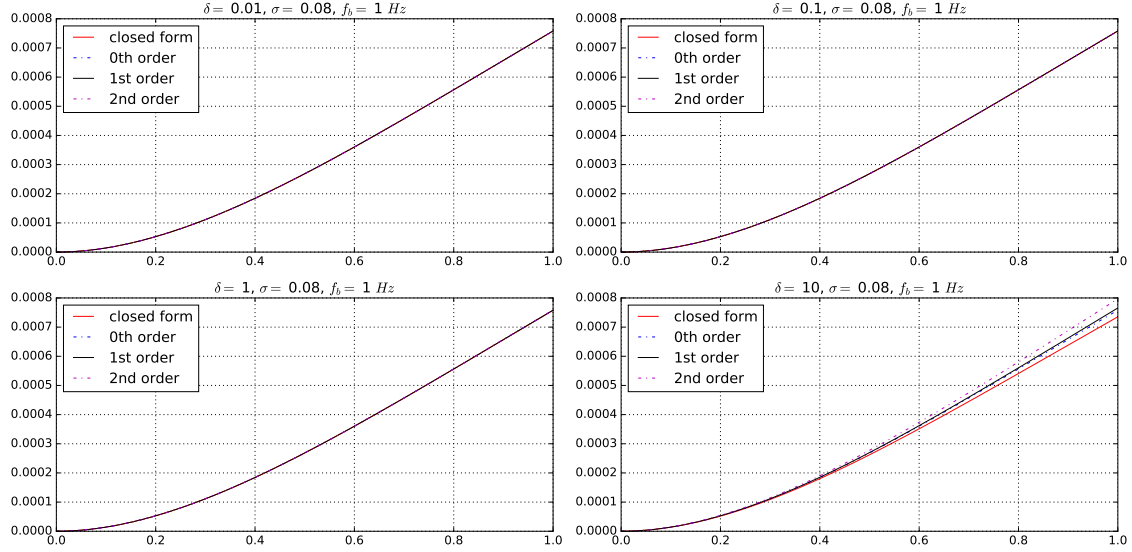 δ = 0.01, σ = 0.08, f_b = 1 Hz
0.0008
0.0007
0.0006
0.0005
0.0004
0.0003
0.0002
0.0001
0.0000
closed form
0th order
1st order
2nd order
0.0 0.2 0.4 0.6 0.8 1.0
δ = 0.1, σ = 0.08, f_b = 1 Hz
0.0008
0.0007
0.0006
0.0005
0.0004
0.0003
0.0002
0.0001
0.0000
closed form
0th order
1st order
2nd order
0.0 0.2 0.4 0.6 0.8 1.0
δ = 1, σ = 0.08, f_b = 1 Hz
0.0008
0.0007
0.0006
0.0005
0.0004
0.0003
0.0002
0.0001
0.0000
closed form
0th order
1st order
2nd order
0.0 0.2 0.4 0.6 0.8 1.0
δ = 10, σ = 0.08, f_b = 1 Hz
0.0008
0.0007
0.0006
0.0005
0.0004
0.0003
0.0002
0.0001
0.0000
closed form
0th order
1st order
2nd order
0.0 0.2 0.4 0.6 0.8 1.0